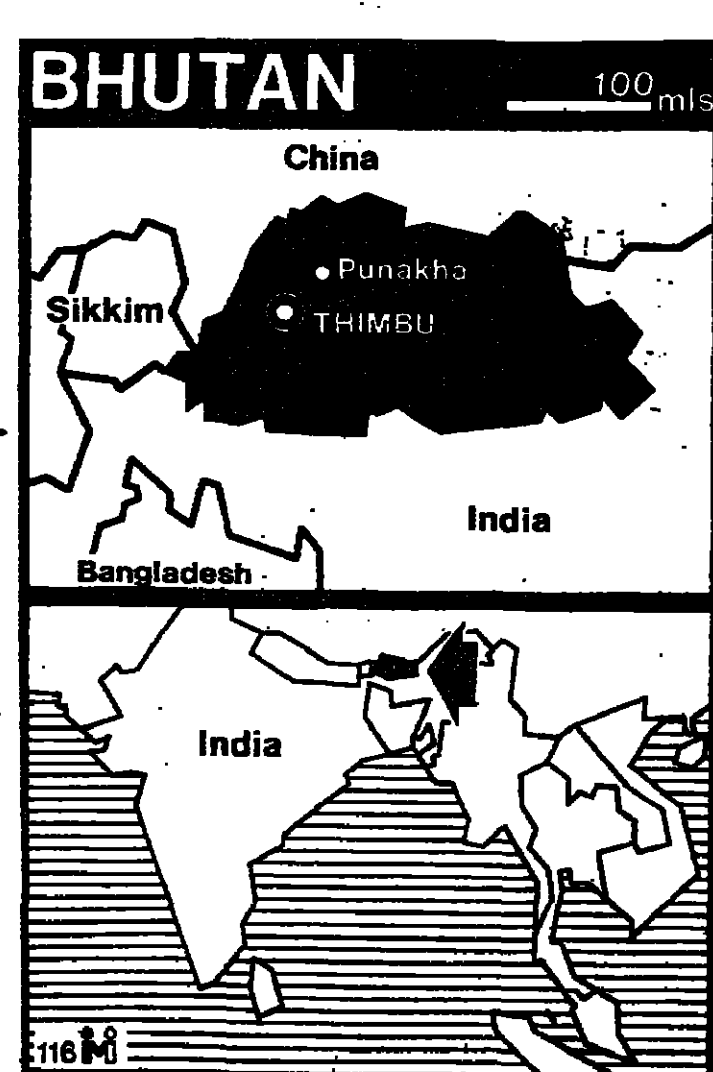 BHUTAN
100 mls
China
Punakha
Sikkim
THIMBU
India
Bangladesh
India
116